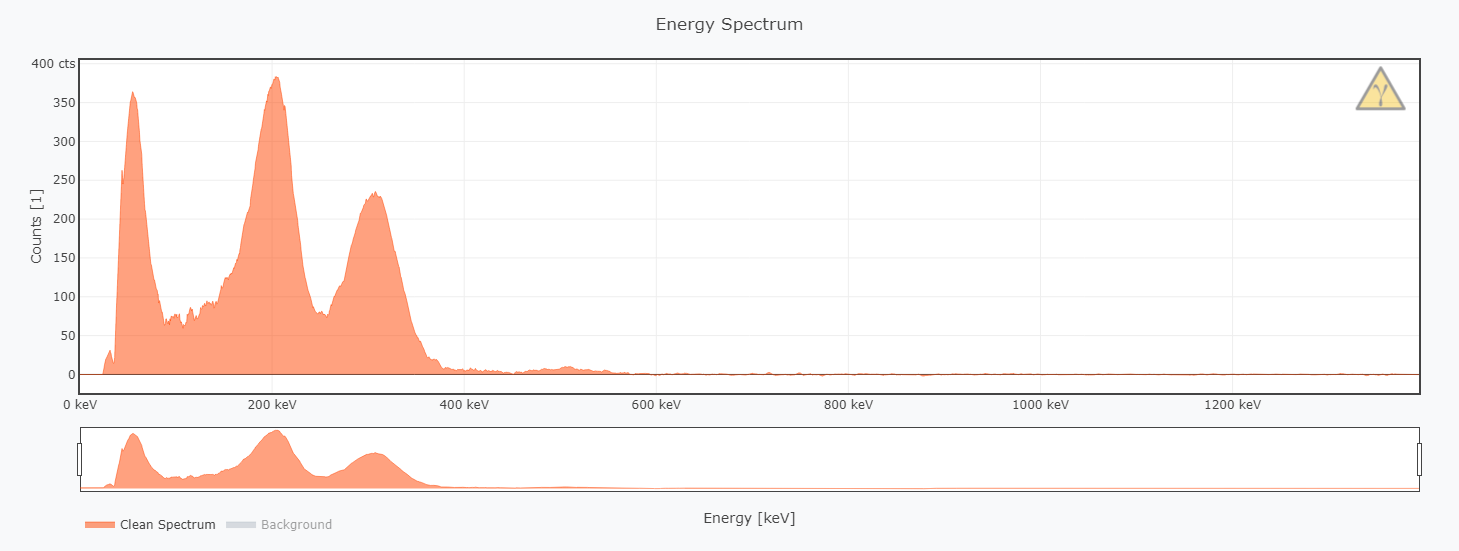 Energy Spectrum
400 cts
350
300
250
200
150
100
50
0
Counts [1]
γ
0 keV 200 keV 400 keV 600 keV 800 keV 1000 keV 1200 keV
Energy [keV]
Clean Spectrum Background